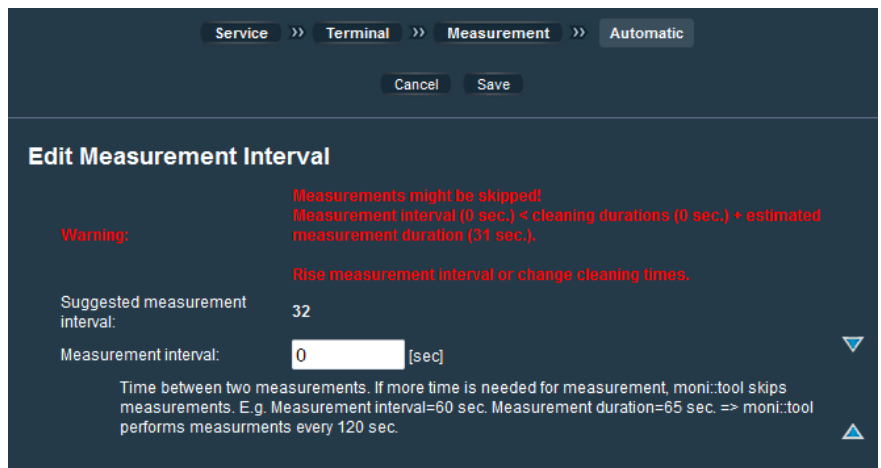 Service » Terminal » Measurement » Automatic
Cancel Save
Edit Measurement Interval
Warning:
Measurements might be skipped!
Measurement interval (0 sec.) < cleaning durations (0 sec.) + estimated
measurement duration (31 sec.).
Rise measurement interval or change cleaning times.
Suggested measurement
interval:
32
Measurement interval: 0 [sec]
Time between two measurements. If more time is needed for measurement, moni::tool skips
measurements. E.g. Measurement interval=60 sec. Measurement duration=65 sec. => moni::tool
performs measurments every 120 sec.